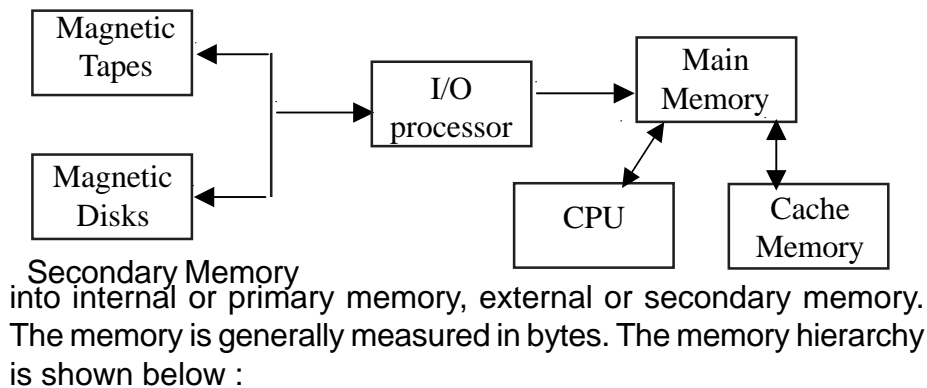 Magnetic
Tapes
I/O
processor
Main
Memory
Magnetic
Disks
CPU
Cache
Memory
Secondary Memory
into internal or primary memory, external or secondary memory.
The memory is generally measured in bytes. The memory hierarchy
is shown below :